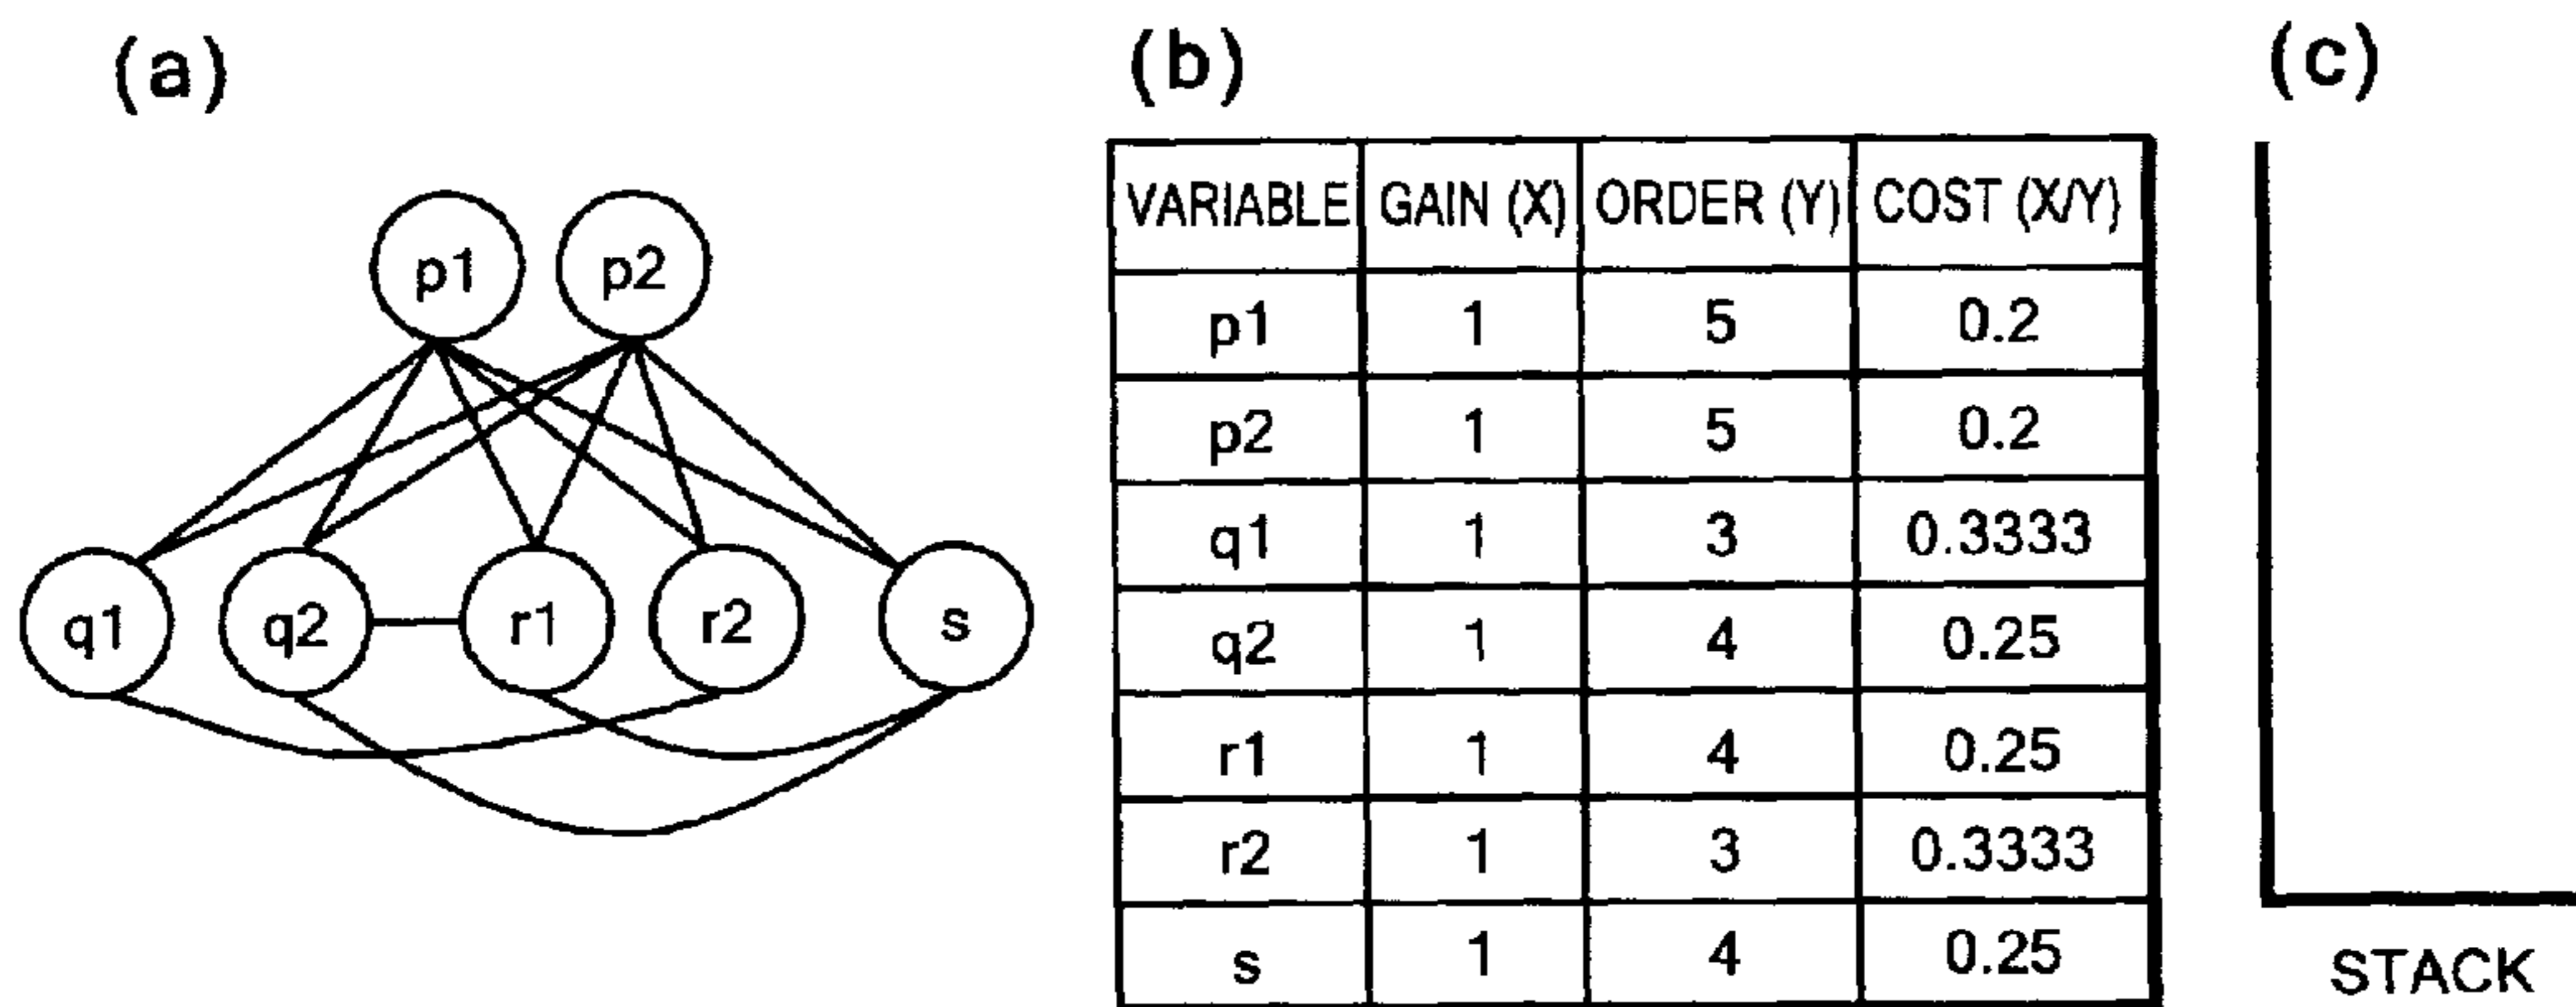 (a)
p1 p2
q1 q2 r1 r2 s
(b)
VARIABLE GAIN (X) ORDER (Y) COST (X/Y)
p1 1 5 0.2
p2 1 5 0.2
q1 1 3 0.3333
q2 1 4 0.25
r1 1 4 0.25
r2 1 3 0.3333
s 1 4 0.25
(c)
STACK